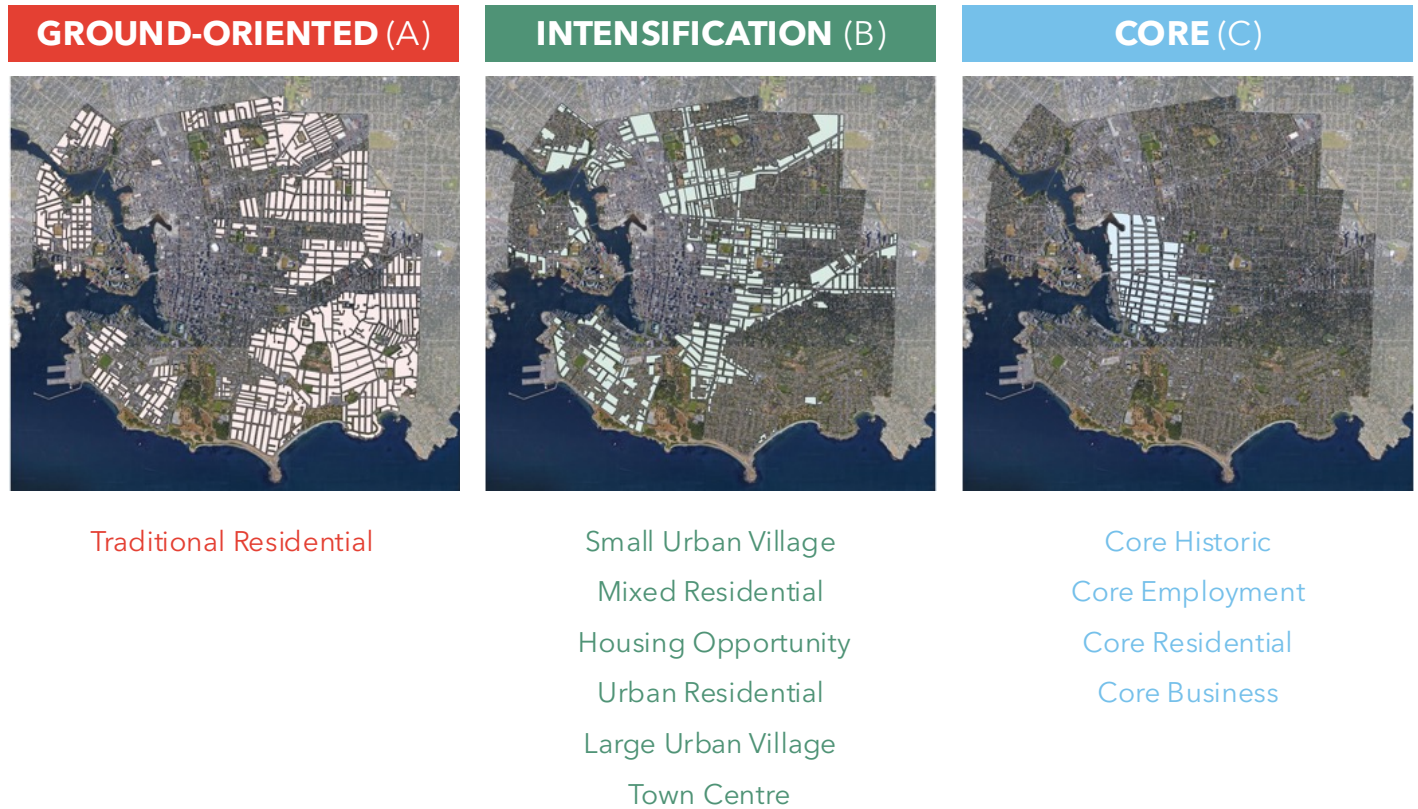 GROUND-ORIENTED (A)
Traditional Residential
INTENSIFICATION (B)
Small Urban Village
Mixed Residential
Housing Opportunity
Urban Residential
Large Urban Village
Town Centre
CORE (C)
Core Historic
Core Employment
Core Residential
Core Business